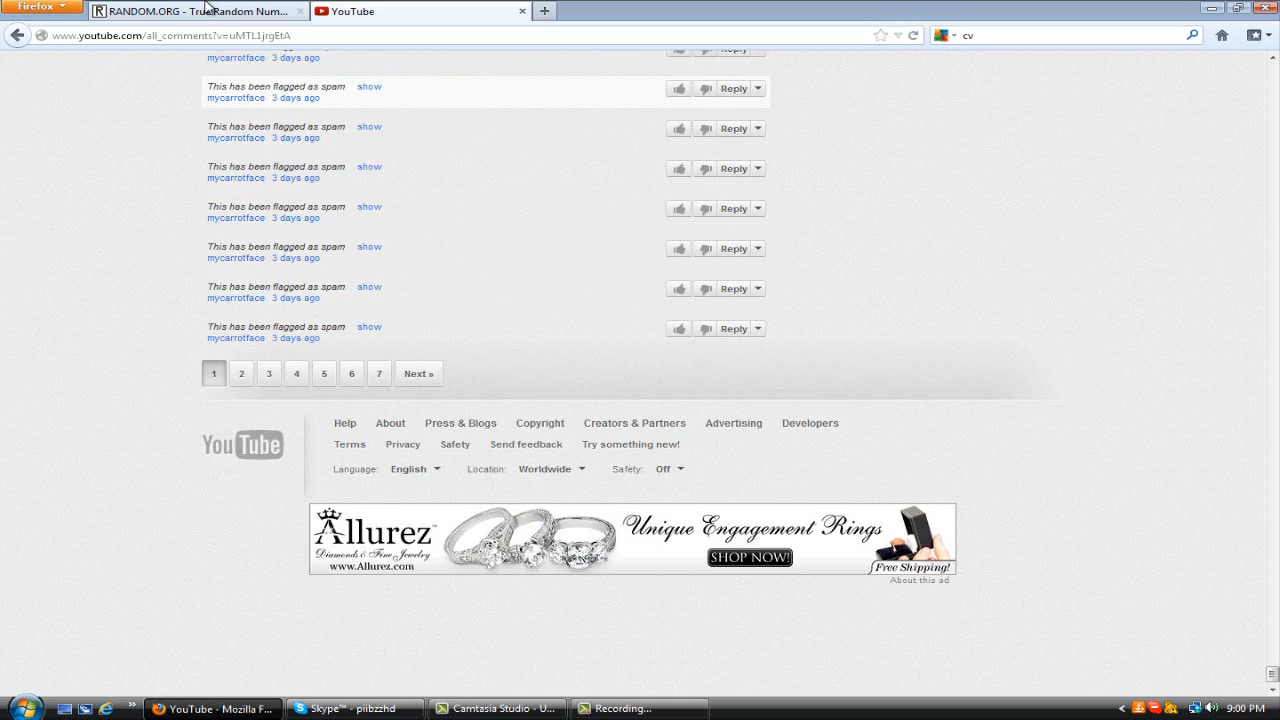 Firefox
RANDOM.ORG - True Random Num...
YouTube
www.youtube.com/all_comments?v=uMTL1jrgEtA
cv
mycarrotface 3 days ago
This has been flagged as spam show
Reply
mycarrotface 3 days ago
This has been flagged as spam show
Reply
mycarrotface 3 days ago
This has been flagged as spam show
Reply
mycarrotface 3 days ago
This has been flagged as spam show
Reply
mycarrotface 3 days ago
This has been flagged as spam show
Reply
mycarrotface 3 days ago
This has been flagged as spam show
Reply
mycarrotface 3 days ago
This has been flagged as spam show
Reply
mycarrotface 3 days ago
1 2 3 4 5 6 7 Next »
YouTube
Help About Press & Blogs Copyright Creators & Partners Advertising Developers
Terms Privacy Safety Send feedback Try something new!
Language: English Location: Worldwide Safety: Off
Allurez™
Diamonds & Fine Jewelry
www.Allurez.com
Unique Engagement Rings
SHOP NOW!
Free Shipping!
About this ad
YouTube - Mozilla F...
Skype™ - piibzzhd
Camtasia Studio - U...
Recording...
9:00 PM